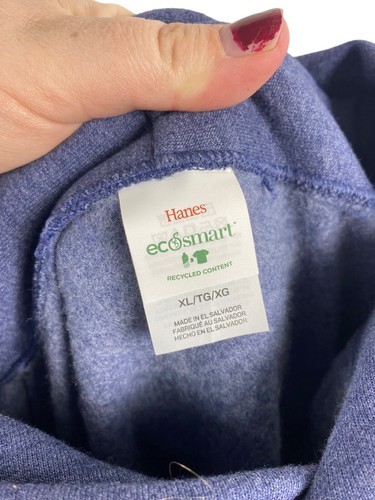 Hanes
ecosmart
RECYCLED CONTENT
XL/TG/XG
MADE IN EL SALVADOR
FABRIQUÉ AU SALVADOR
HECHO EN EL SALVADOR